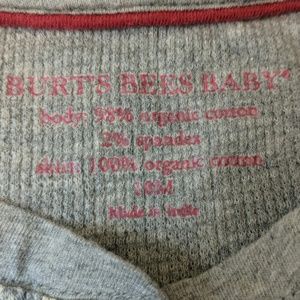 BURT'S BEES BABY®
body: 98% organic cotton
2% spandex
skirt: 100% organic cotton
18M
Made in India